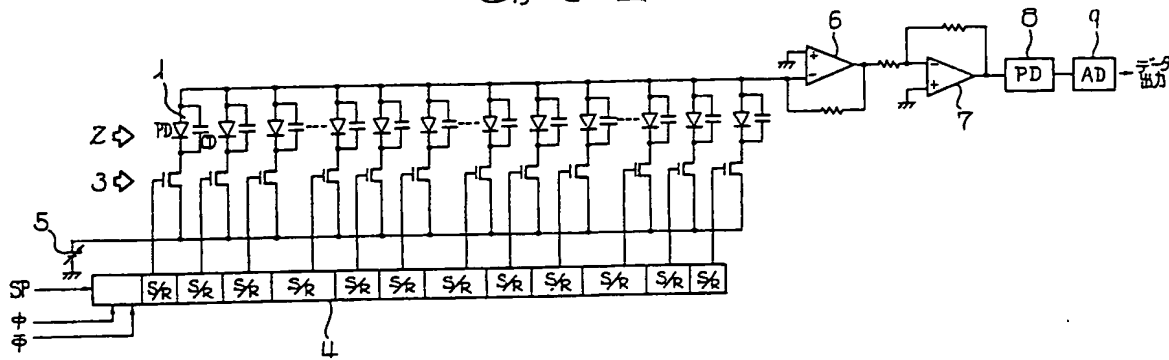 6
8
9
1
PD
AD
データ
出力
7
2
PD
CD
3
5
SP
S/R S/R S/R S/R S/R S/R S/R S/R S/R S/R S/R S/R
φ
φ̅
4